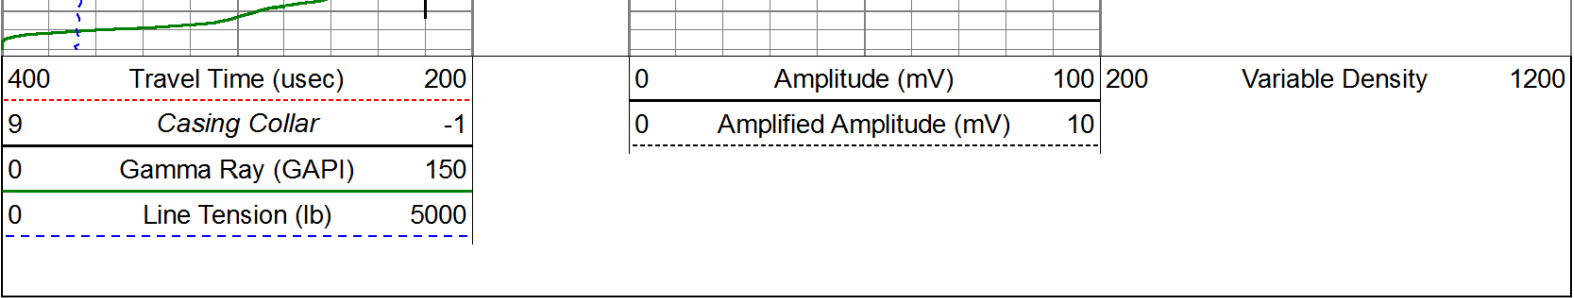 400 Travel Time (usec) 200 0 Amplitude (mV) 100 200 Variable Density 1200
9 Casing Collar -1 0 Amplified Amplitude (mV) 10
0 Gamma Ray (GAPI) 150
0 Line Tension (lb) 5000